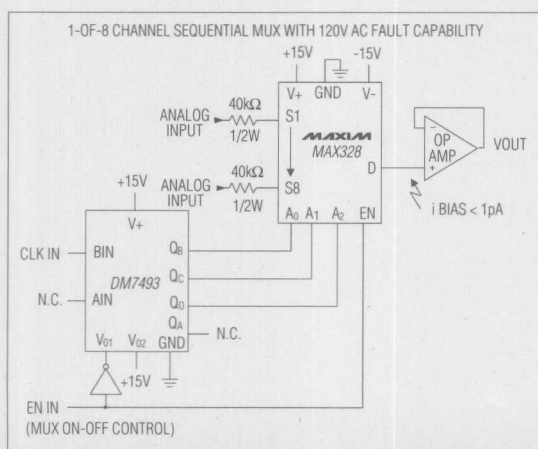 1-OF-8 CHANNEL SEQUENTIAL MUX WITH 120V AC FAULT CAPABILITY
+15V
-15V
V+
GND
V-
40kΩ
ANALOG
INPUT
1/2W
S1
MAXIM
MAX328
40kΩ
ANALOG
INPUT
1/2W
S8
D
A0 A1 A2 EN
-
OP
AMP
+
VOUT
i BIAS < 1pA
+15V
V+
CLK IN
BIN
QB
DM7493
QC
N.C.
AIN
QD
QA
N.C.
V01 V02 GND
+15V
EN IN
(MUX ON-OFF CONTROL)